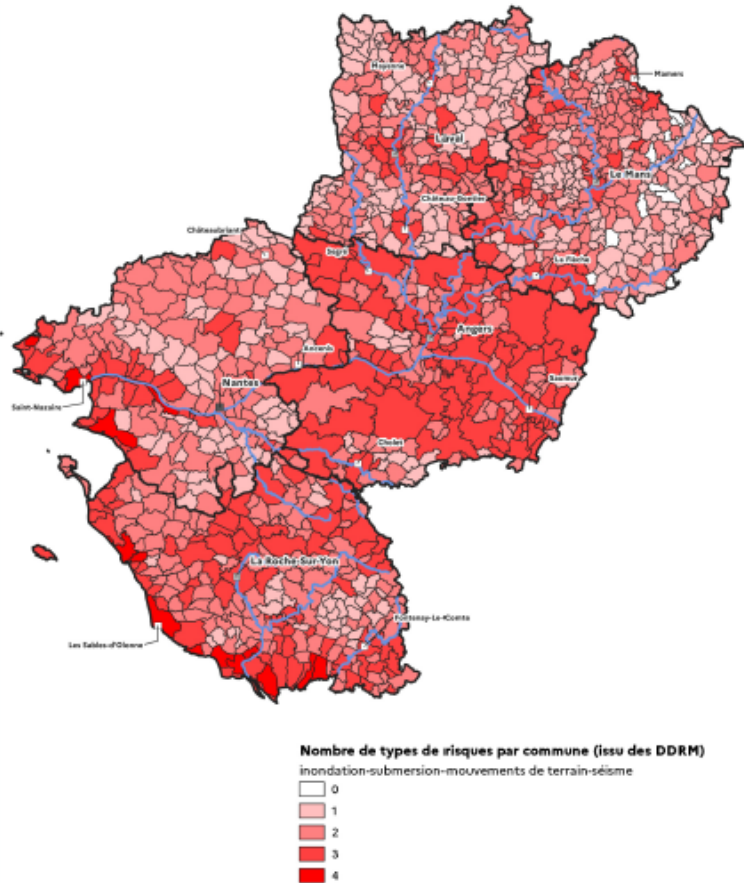 Mayenne
Mamers
Laval
Le Mans
Château-Gontier
Châteaubriant
Segré
La Flèche
Angers
Ancenis
Saumur
Nantes
Saint-Nazaire
Cholet
La Roche-Sur-Yon
Fontenay-Le-Comte
Les Sables-d'Olonne
Nombre de types de risques par commune (issu des DDRM)
inondation-submersion-mouvements de terrain-séisme
0
1
2
3
4